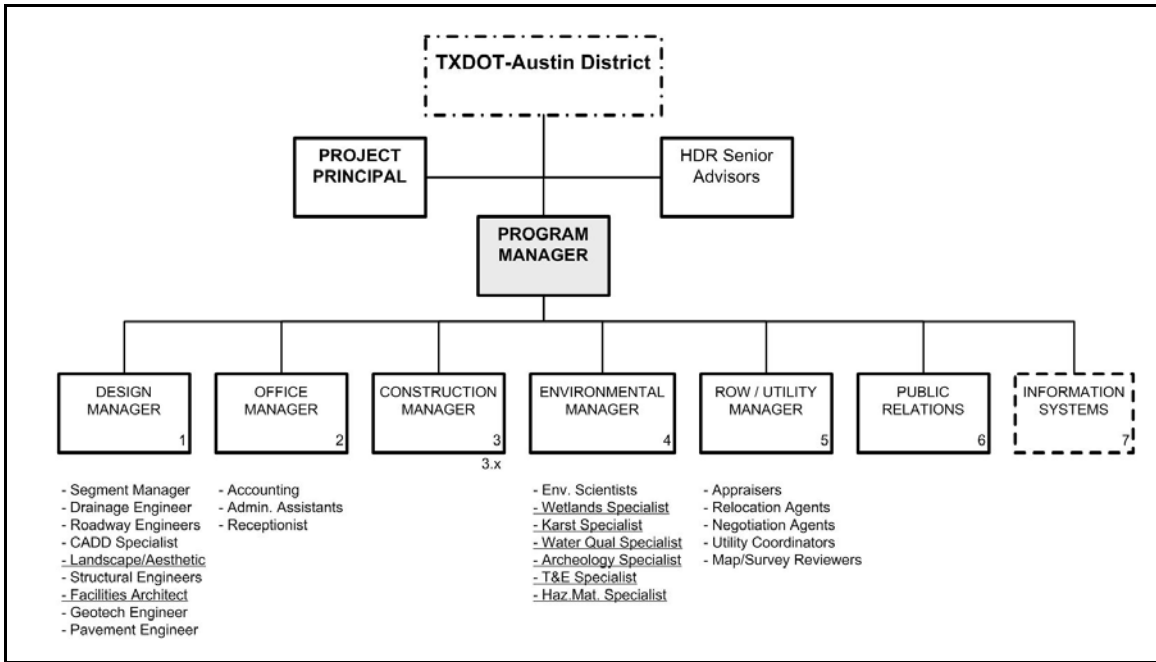 TXDOT-Austin District
PROJECT
PRINCIPAL
HDR Senior
Advisors
PROGRAM
MANAGER
DESIGN
MANAGER
1
OFFICE
MANAGER
2
CONSTRUCTION
MANAGER
3
3.x
ENVIRONMENTAL
MANAGER
4
ROW / UTILITY
MANAGER
5
PUBLIC
RELATIONS
6
INFORMATION
SYSTEMS
7
- Segment Manager
- Drainage Engineer
- Roadway Engineers
- CADD Specialist
- Landscape/Aesthetic
- Structural Engineers
- Facilities Architect
- Geotech Engineer
- Pavement Engineer
- Accounting
- Admin. Assistants
- Receptionist
- Env. Scientists
- Wetlands Specialist
- Karst Specialist
- Water Qual Specialist
- Archeology Specialist
- T&E Specialist
- Haz.Mat. Specialist
- Appraisers
- Relocation Agents
- Negotiation Agents
- Utility Coordinators
- Map/Survey Reviewers